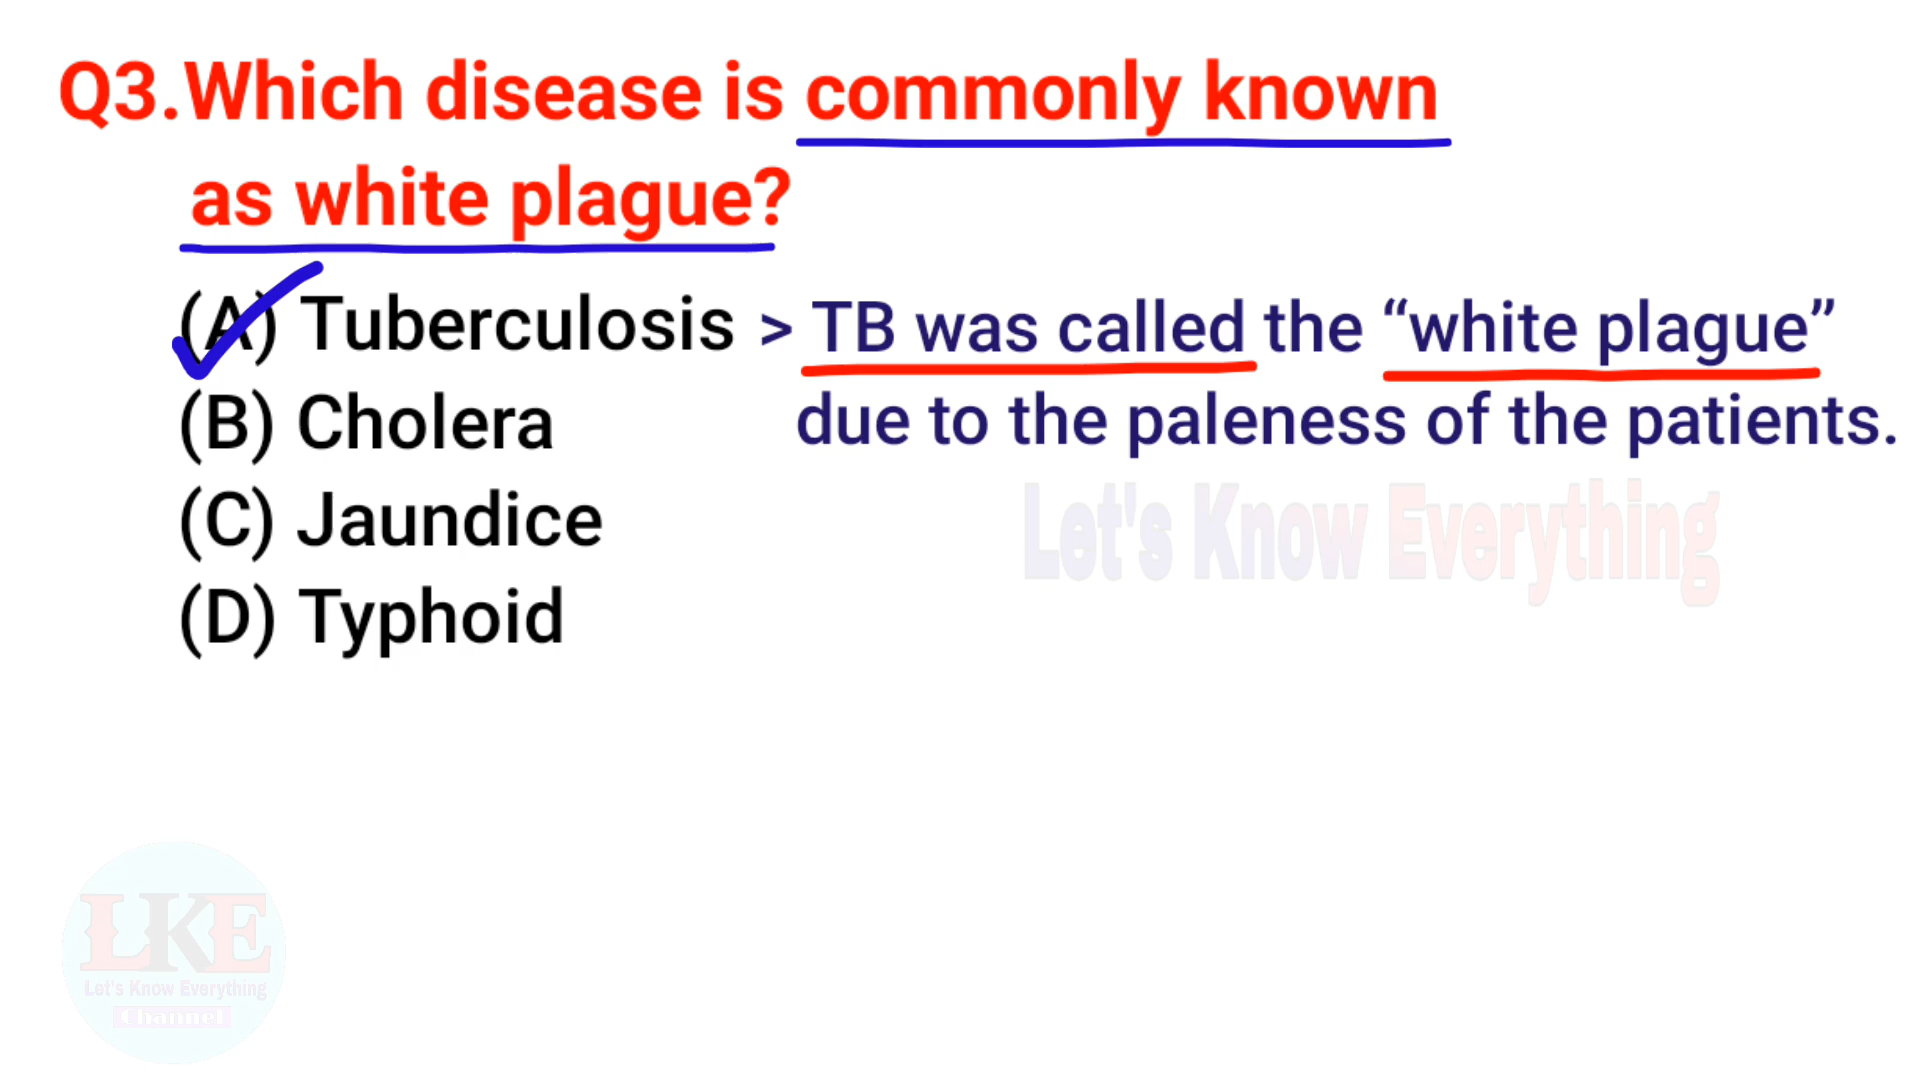 Q3.Which disease is commonly known
as white plague?
(A) Tuberculosis > TB was called the “white plague”
due to the paleness of the patients.
(B) Cholera
(C) Jaundice
(D) Typhoid
Let's Know Everything
LKE
Let's Know Everything
Channel